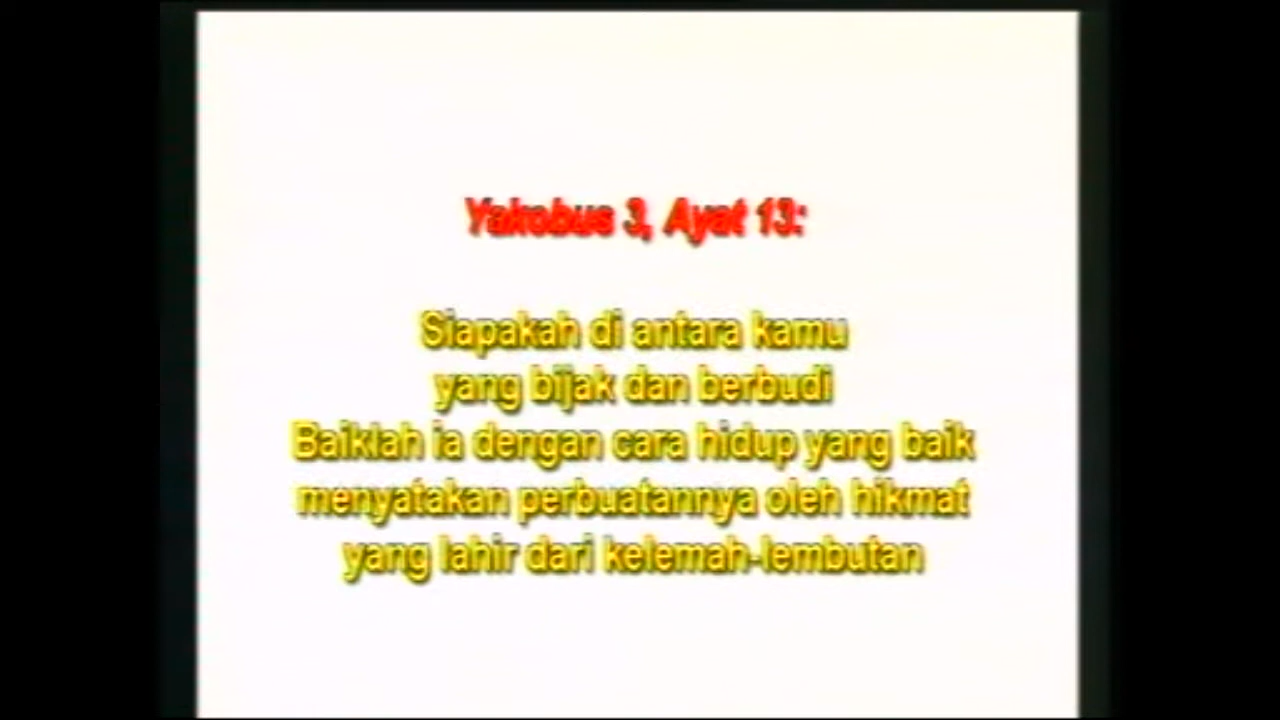 Yakobus 3, Ayat 13:
Siapakah di antara kamu
yang bijak dan berbudi
Baiklah ia dengan cara hidup yang baik
menyatakan perbuatannya oleh hikmat
yang lahir dari kelemah-lembutan